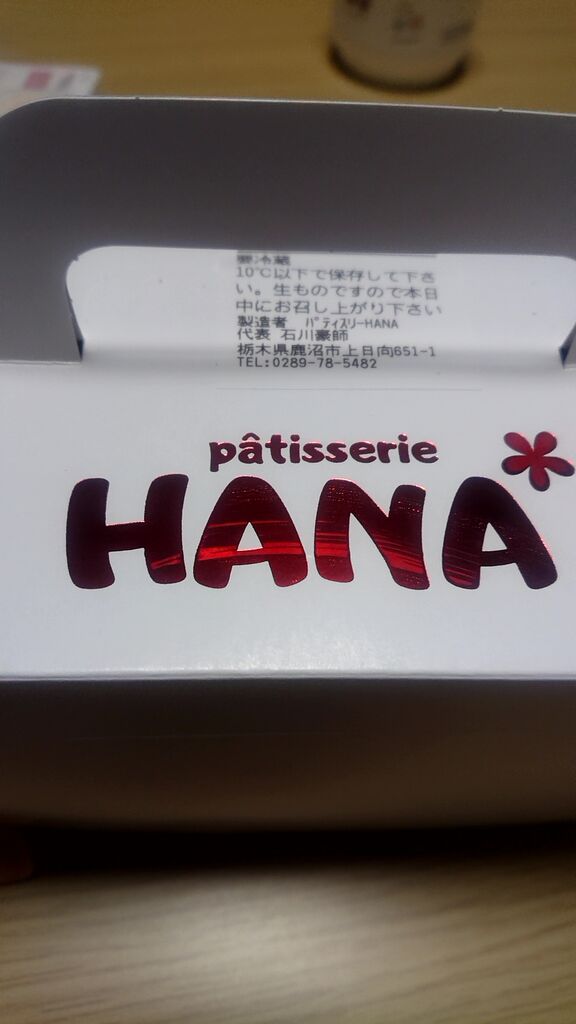 要冷蔵
10℃以下で保存して下さ
い。生ものですので本日
中にお召し上がり下さい
製造者　パティスリーHANA
代表 石川豪師
栃木県鹿沼市上日向651-1
TEL:0289-78-5482
pâtisserie
HANA